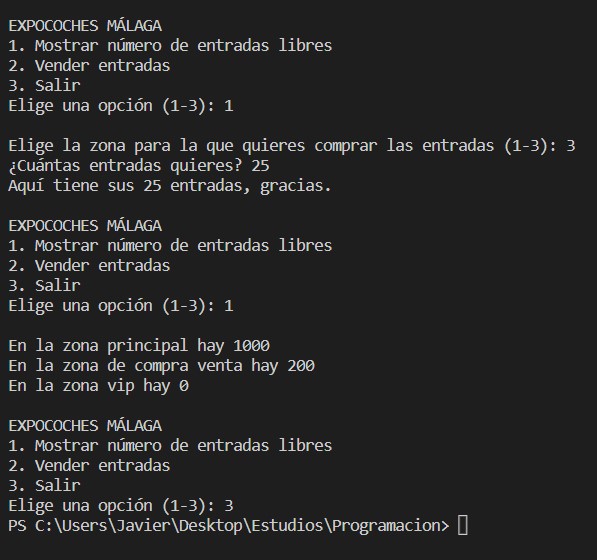 EXPOCOCHES MÁLAGA
1. Mostrar número de entradas libres
2. Vender entradas
3. Salir
Elige una opción (1-3): 1
Elige la zona para la que quieres comprar las entradas (1-3): 3
¿Cuántas entradas quieres? 25
Aquí tiene sus 25 entradas, gracias.
EXPOCOCHES MÁLAGA
1. Mostrar número de entradas libres
2. Vender entradas
3. Salir
Elige una opción (1-3): 1
En la zona principal hay 1000
En la zona de compra venta hay 200
En la zona vip hay 0
EXPOCOCHES MÁLAGA
1. Mostrar número de entradas libres
2. Vender entradas
3. Salir
Elige una opción (1-3): 3
PS C:\Users\Javier\Desktop\Estudios\Programacion>